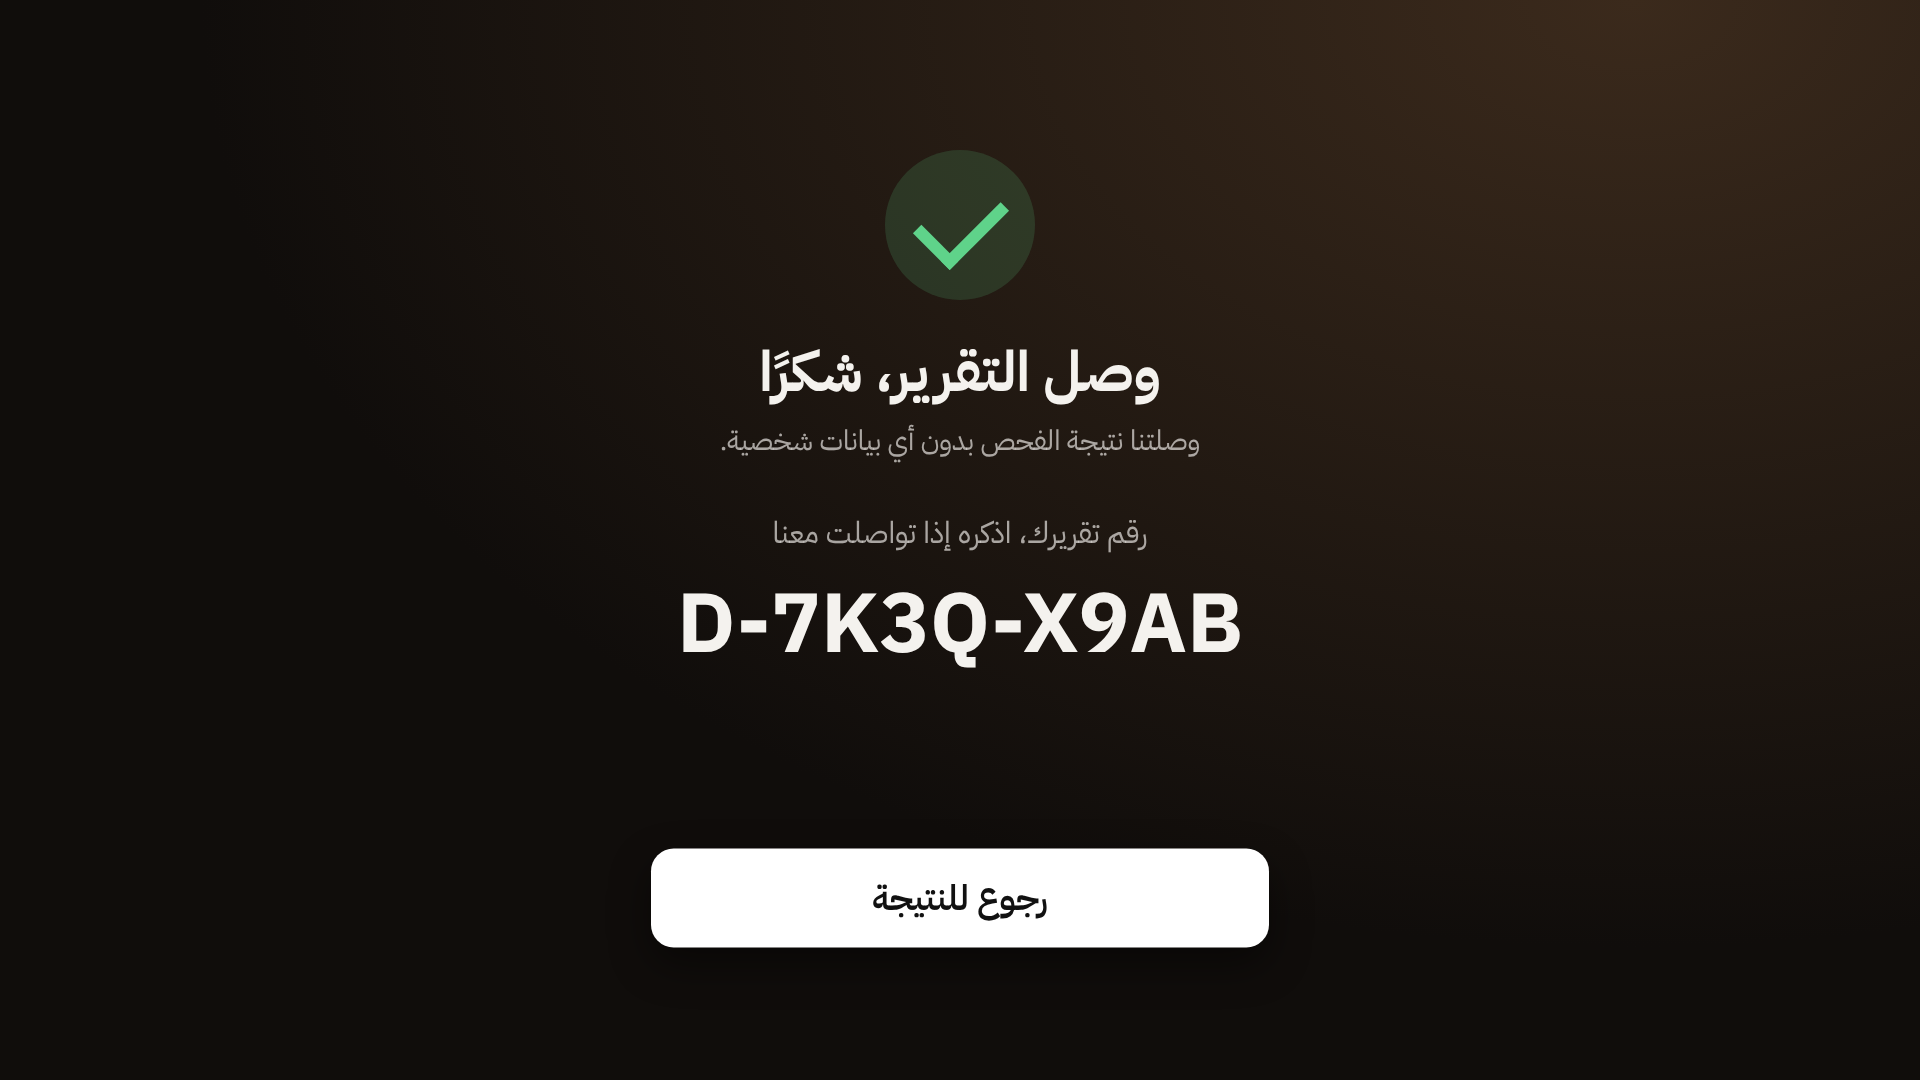 وصل التقرير، شكرًا
وصلتنا نتيجة الفحص بدون أي بيانات شخصية.
رقم تقريرك، اذكره إذا تواصلت معنا
D-7K3Q-X9AB
رجوع للنتيجة